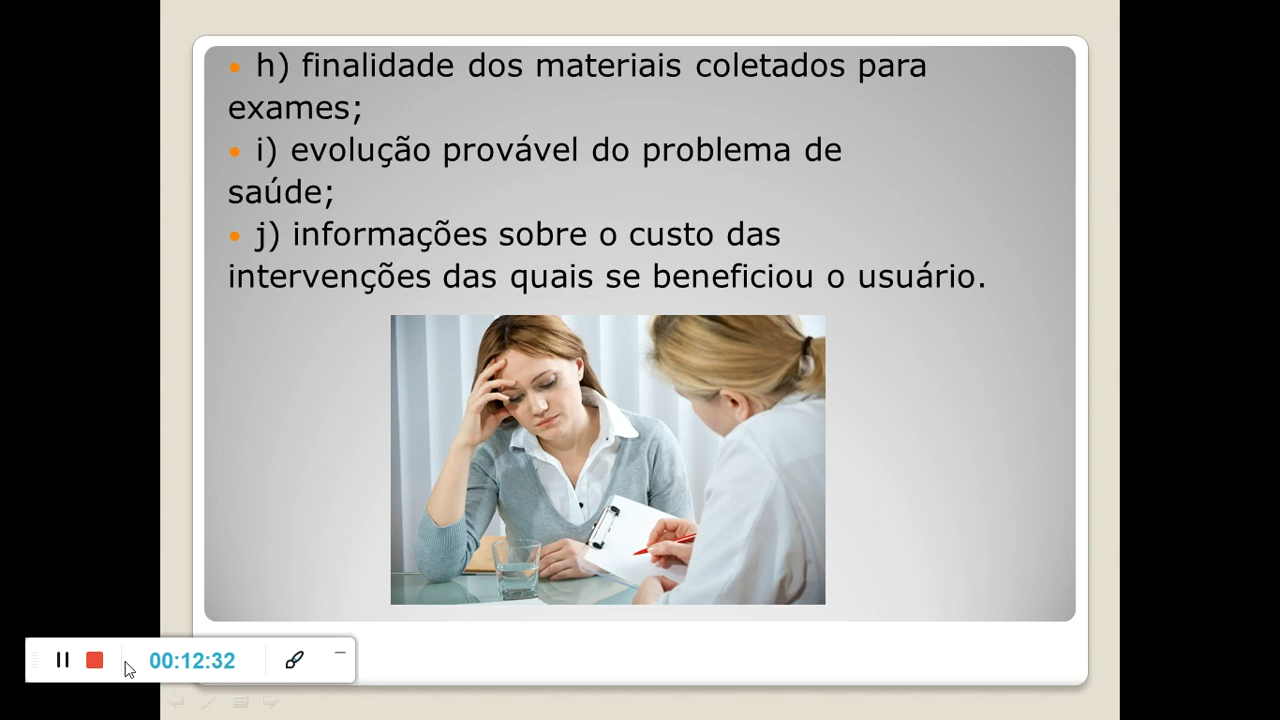 • h) finalidade dos materiais coletados para
exames;
• i) evolução provável do problema de
saúde;
• j) informações sobre o custo das
intervenções das quais se beneficiou o usuário.
00:12:32